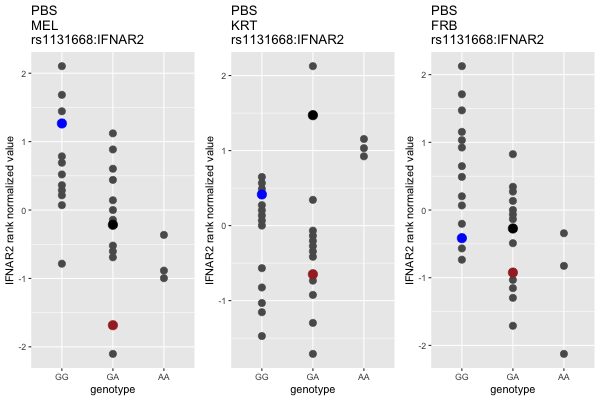 PBS
MEL
rs1131668:IFNAR2
IFNAR2 rank normalized value
2
1
0
-1
-2
GG
GA
AA
genotype
PBS
KRT
rs1131668:IFNAR2
IFNAR2 rank normalized value
2
1
0
-1
GG
GA
AA
genotype
PBS
FRB
rs1131668:IFNAR2
IFNAR2 rank normalized value
2
1
0
-1
-2
GG
GA
AA
genotype